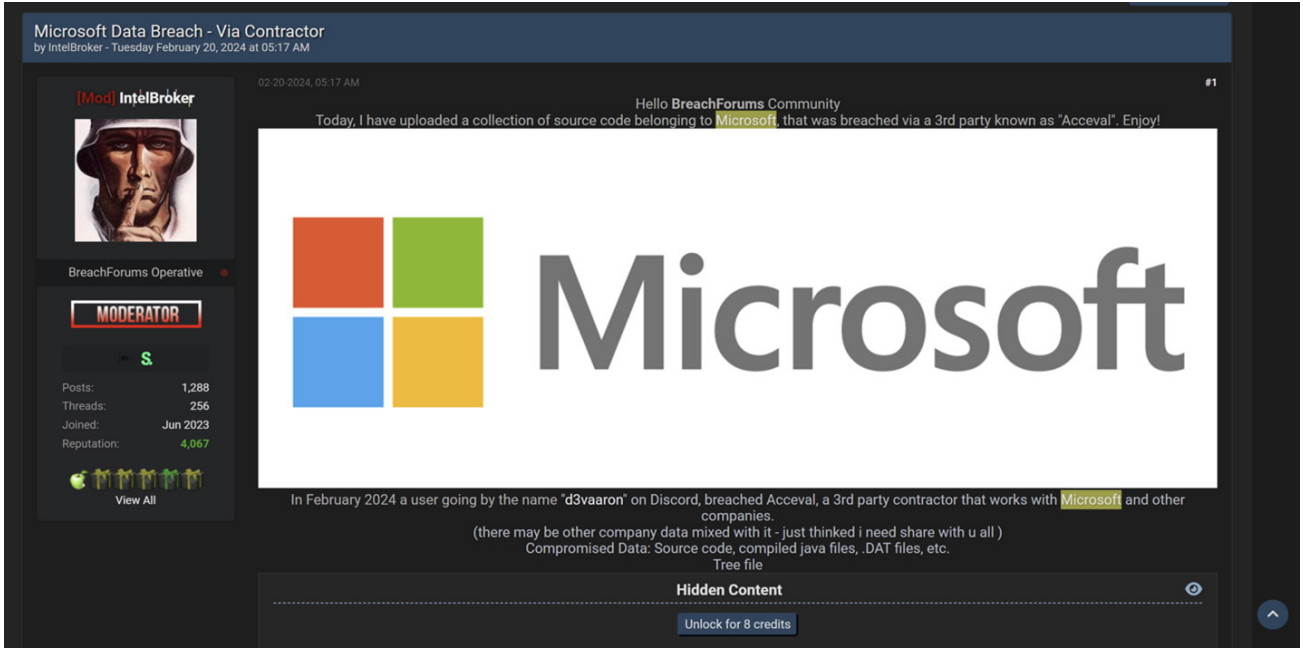 Microsoft Data Breach - Via Contractor
by IntelBroker - Tuesday February 20, 2024 at 05:17 AM
[Mod] IntelBroker
BreachForums Operative
MODERATOR
S.
Posts: 1,288
Threads: 256
Joined: Jun 2023
Reputation: 4,067
View All
02-20-2024, 05:17 AM #1
Hello BreachForums Community
Today, I have uploaded a collection of source code belonging to Microsoft, that was breached via a 3rd party known as "Acceval". Enjoy!
Microsoft
In February 2024 a user going by the name "d3vaaron" on Discord, breached Acceval, a 3rd party contractor that works with Microsoft and other
companies.
(there may be other company data mixed with it - just thinked i need share with u all )
Compromised Data: Source code, compiled java files, .DAT files, etc.
Tree file
Hidden Content
Unlock for 8 credits